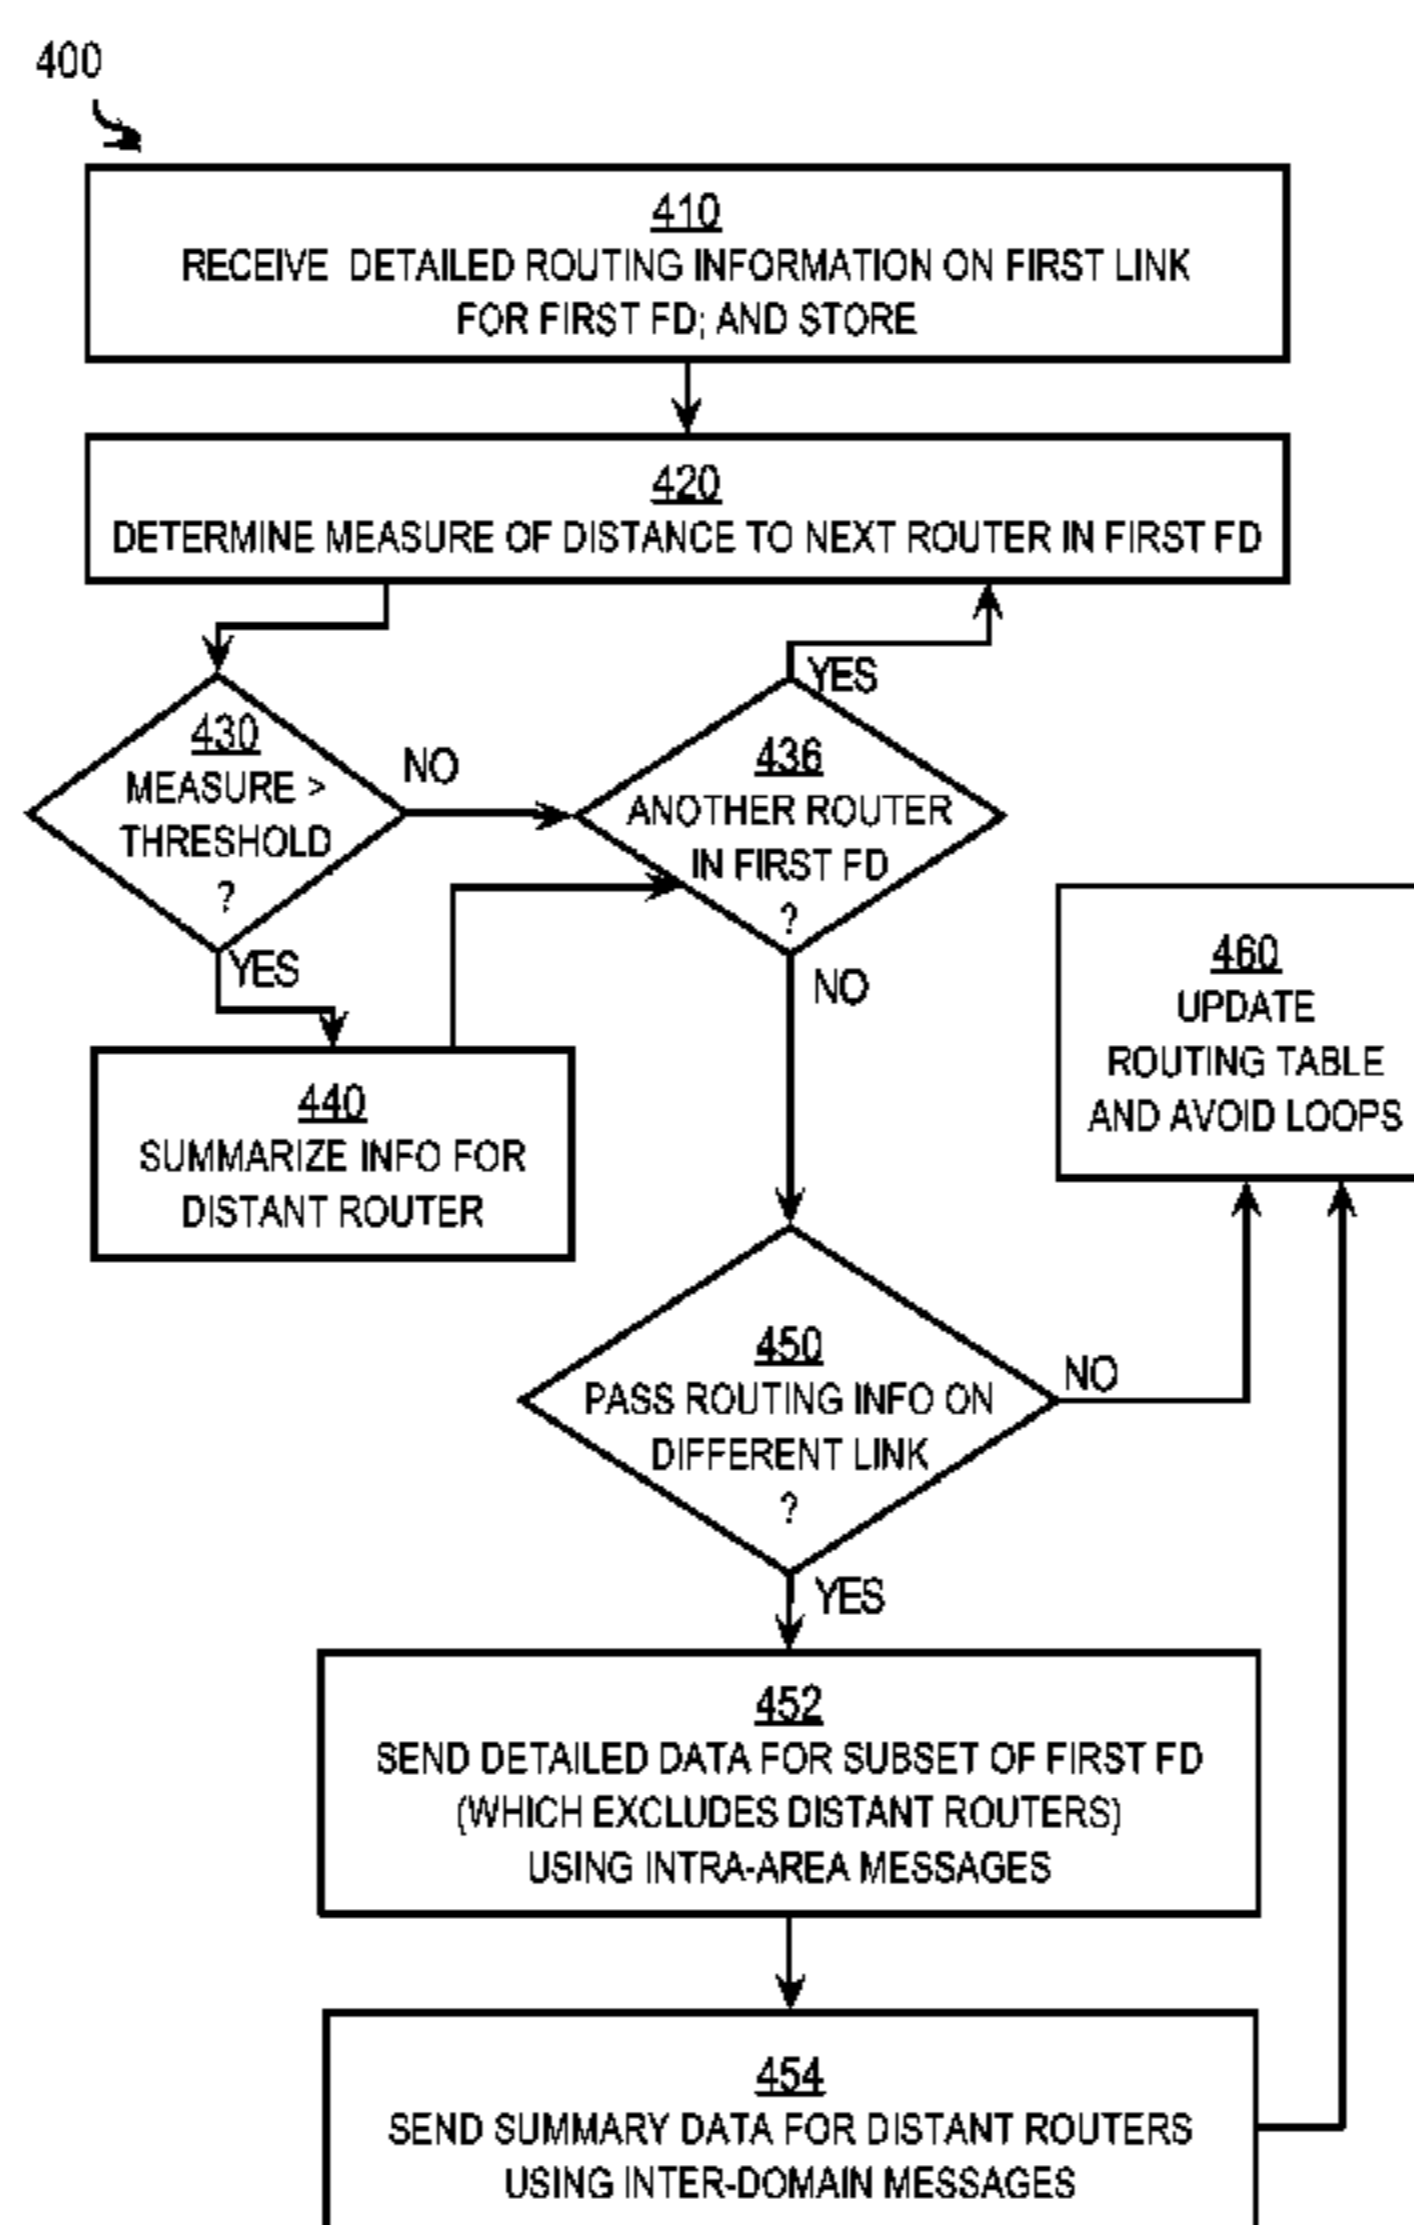 400
410
RECEIVE DETAILED ROUTING INFORMATION ON FIRST LINK
FOR FIRST FD; AND STORE
420
DETERMINE MEASURE OF DISTANCE TO NEXT ROUTER IN FIRST FD
430
MEASURE >
THRESHOLD
?
NO
YES
436
ANOTHER ROUTER
IN FIRST FD
?
YES
NO
440
SUMMARIZE INFO FOR
DISTANT ROUTER
460
UPDATE
ROUTING TABLE
AND AVOID LOOPS
450
PASS ROUTING INFO ON
DIFFERENT LINK
?
NO
YES
452
SEND DETAILED DATA FOR SUBSET OF FIRST FD
(WHICH EXCLUDES DISTANT ROUTERS)
USING INTRA-AREA MESSAGES
454
SEND SUMMARY DATA FOR DISTANT ROUTERS
USING INTER-DOMAIN MESSAGES